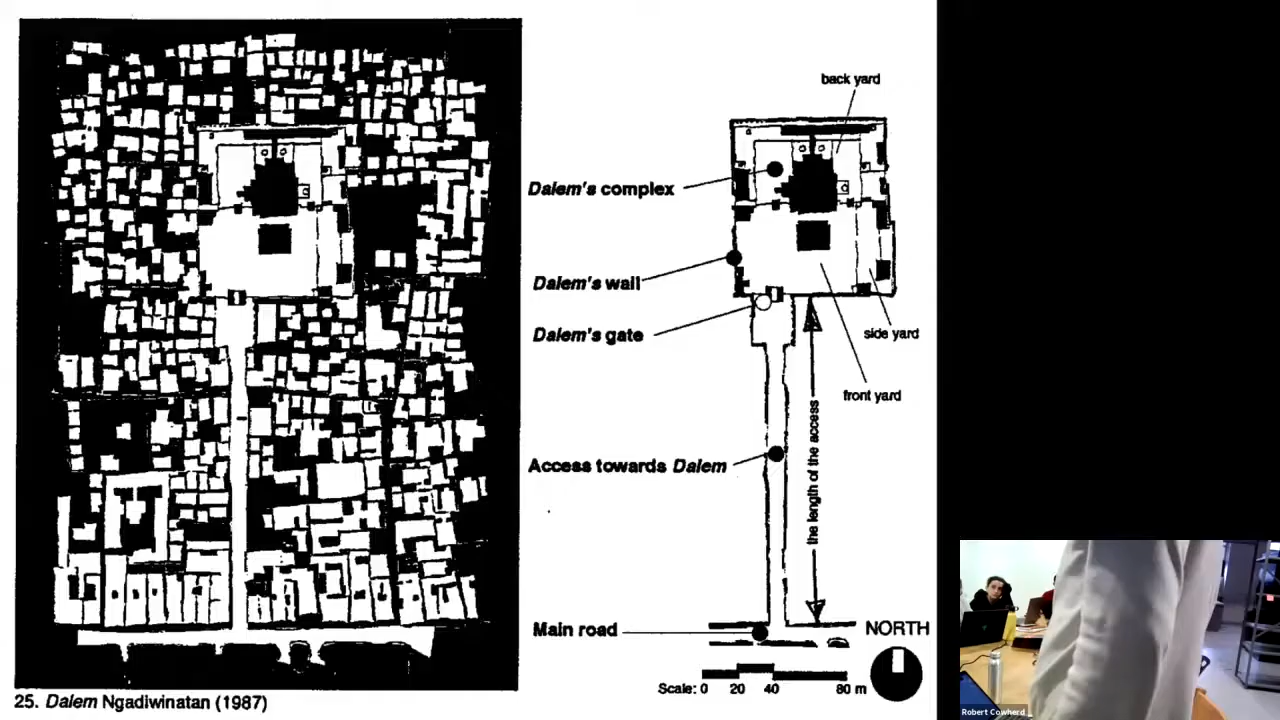 back yard
Dalem's complex
Dalem's wall
Dalem's gate
side yard
front yard
the length of the access
Access towards Dalem
Main road
NORTH
Scale: 0 20 40 80 m
25. Dalem Ngadiwinatan (1987)
Robert Cowherd